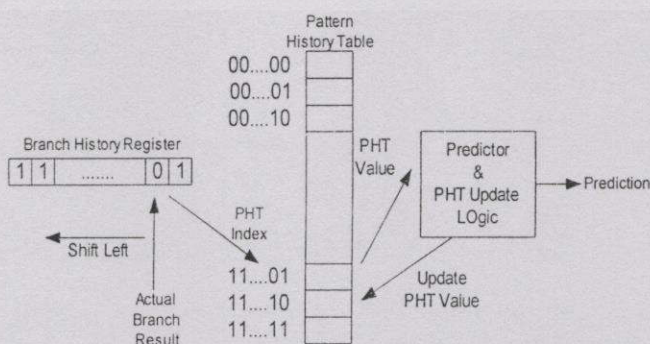 Pattern
History Table
00....00
00....01
00....10
Branch History Register
1 1 ....... 0 1
PHT
Value
Predictor
&
PHT Update
LOgic
Prediction
PHT
Index
Shift Left
11....01
11....10
11....11
Update
PHT Value
Actual
Branch
Result